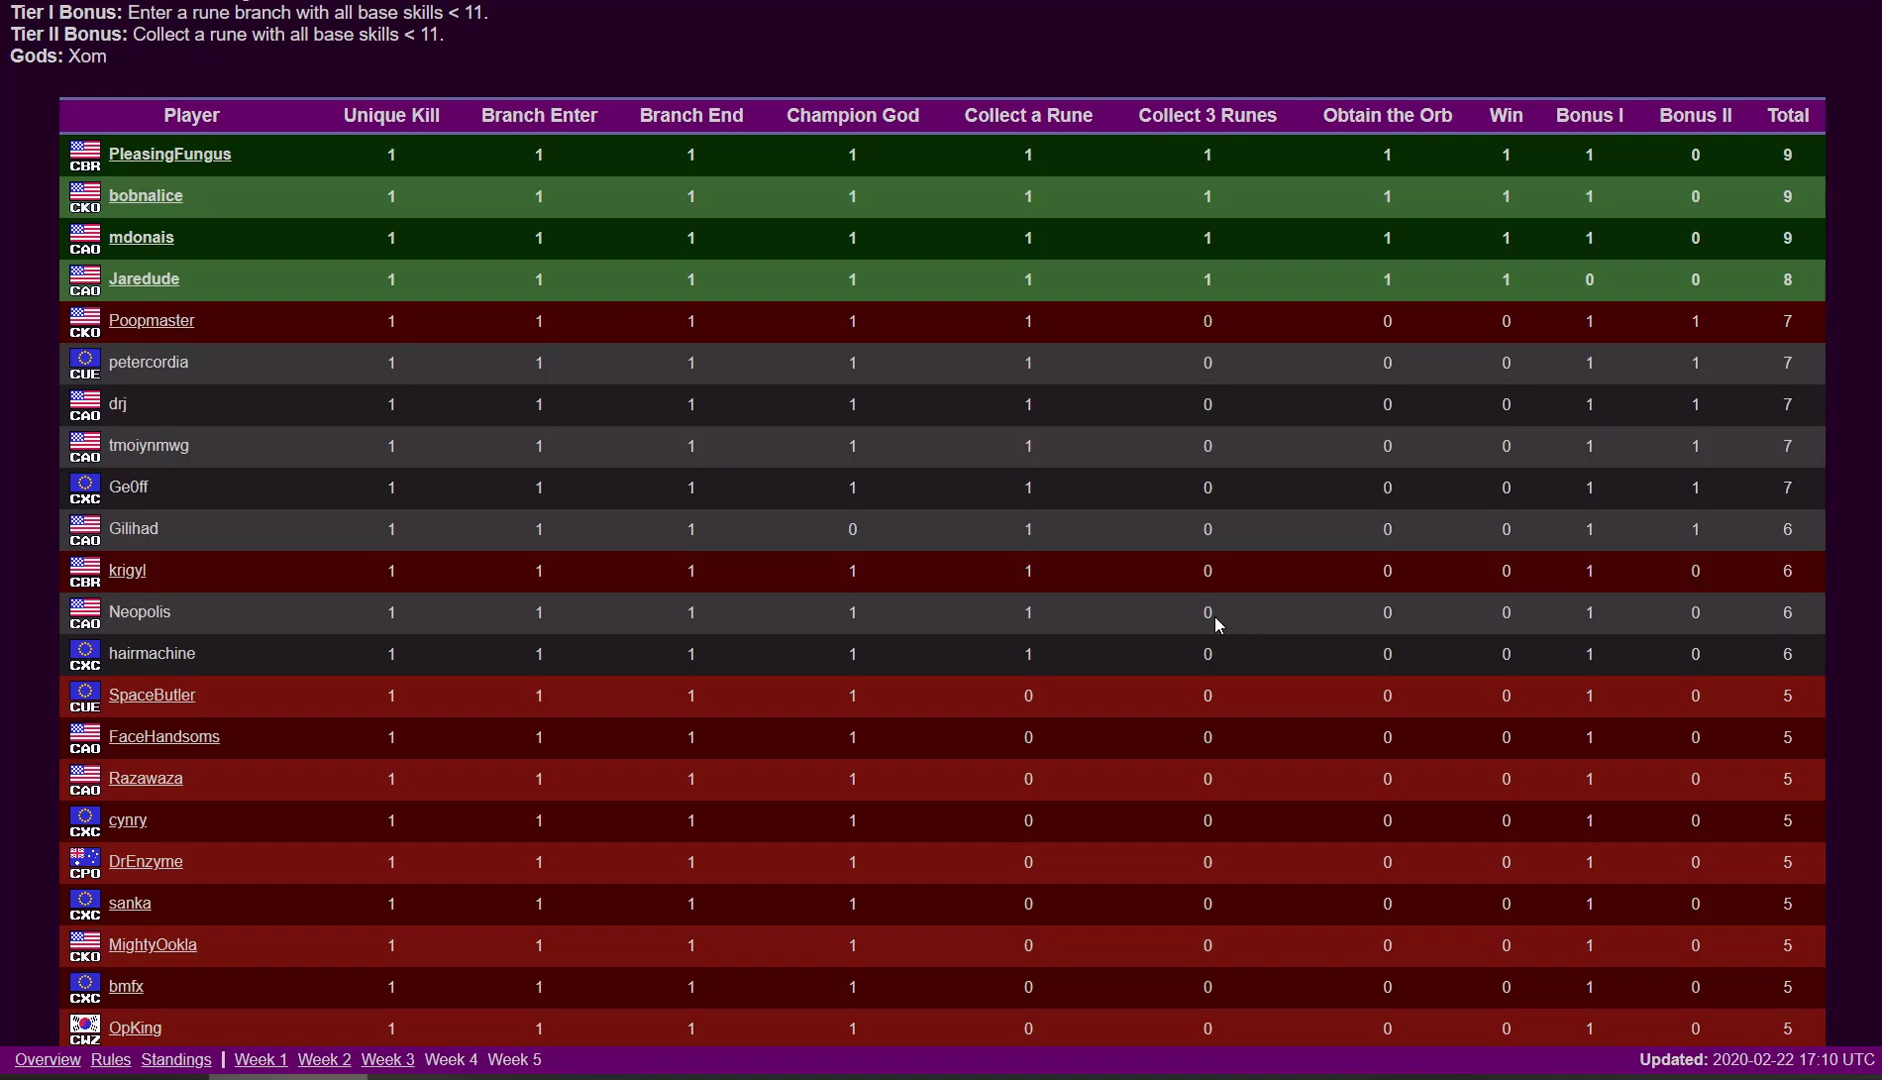 Tier I Bonus: Enter a rune branch with all base skills < 11.
Tier II Bonus: Collect a rune with all base skills < 11.
Gods: Xom
Player Unique Kill Branch Enter Branch End Champion God Collect a Rune Collect 3 Runes Obtain the Orb Win Bonus I Bonus II Total
CBR PleasingFungus 1 1 1 1 1 1 1 1 1 0 9
CKO bobnalice 1 1 1 1 1 1 1 1 1 0 9
CAO mdonais 1 1 1 1 1 1 1 1 1 0 9
CAO Jaredude 1 1 1 1 1 1 1 1 0 0 8
CKO Poopmaster 1 1 1 1 1 0 0 0 1 1 7
CUE petercordia 1 1 1 1 1 0 0 0 1 1 7
CAO drj 1 1 1 1 1 0 0 0 1 1 7
CAO tmoiynmwg 1 1 1 1 1 0 0 0 1 1 7
CXC Ge0ff 1 1 1 1 1 0 0 0 1 1 7
CAO Gilihad 1 1 1 0 1 0 0 0 1 1 6
CBR krigyl 1 1 1 1 1 0 0 0 1 0 6
CAO Neopolis 1 1 1 1 1 0 0 0 1 0 6
CXC hairmachine 1 1 1 1 1 0 0 0 1 0 6
CUE SpaceButler 1 1 1 1 0 0 0 0 1 0 5
CAO FaceHandsoms 1 1 1 1 0 0 0 0 1 0 5
CAO Razawaza 1 1 1 1 0 0 0 0 1 0 5
CXC cynry 1 1 1 1 0 0 0 0 1 0 5
CPO DrEnzyme 1 1 1 1 0 0 0 0 1 0 5
CXC sanka 1 1 1 1 0 0 0 0 1 0 5
CKO MightyOokla 1 1 1 1 0 0 0 0 1 0 5
CXC bmfx 1 1 1 1 0 0 0 0 1 0 5
CWZ OpKing 1 1 1 1 0 0 0 0 1 0 5
Overview Rules Standings | Week 1 Week 2 Week 3 Week 4 Week 5 Updated: 2020-02-22 17:10 UTC